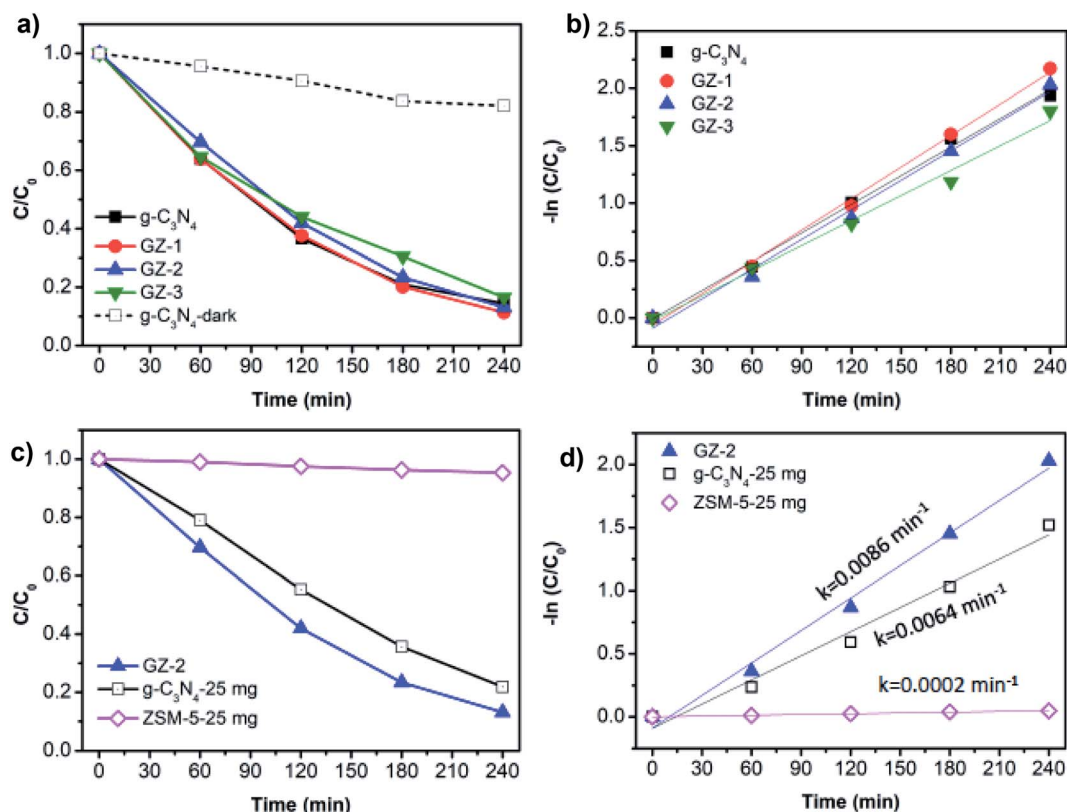 a)
C/C₀
1.0
0.8
0.6
0.4
0.2
0.0
g-C₃N₄
GZ-1
GZ-2
GZ-3
g-C₃N₄-dark
0 30 60 90 120 150 180 210 240
Time (min)
b)
-ln (C/C₀)
2.5
2.0
1.5
1.0
0.5
0.0
g-C₃N₄
GZ-1
GZ-2
GZ-3
0 30 60 90 120 150 180 210 240
Time (min)
c)
C/C₀
1.0
0.8
0.6
0.4
0.2
0.0
GZ-2
g-C₃N₄-25 mg
ZSM-5-25 mg
0 30 60 90 120 150 180 210 240
Time (min)
d)
-ln (C/C₀)
2.0
1.5
1.0
0.5
0.0
GZ-2
g-C₃N₄-25 mg
ZSM-5-25 mg
k=0.0086 min⁻¹
k=0.0064 min⁻¹
k=0.0002 min⁻¹
0 30 60 90 120 150 180 210 240
Time (min)